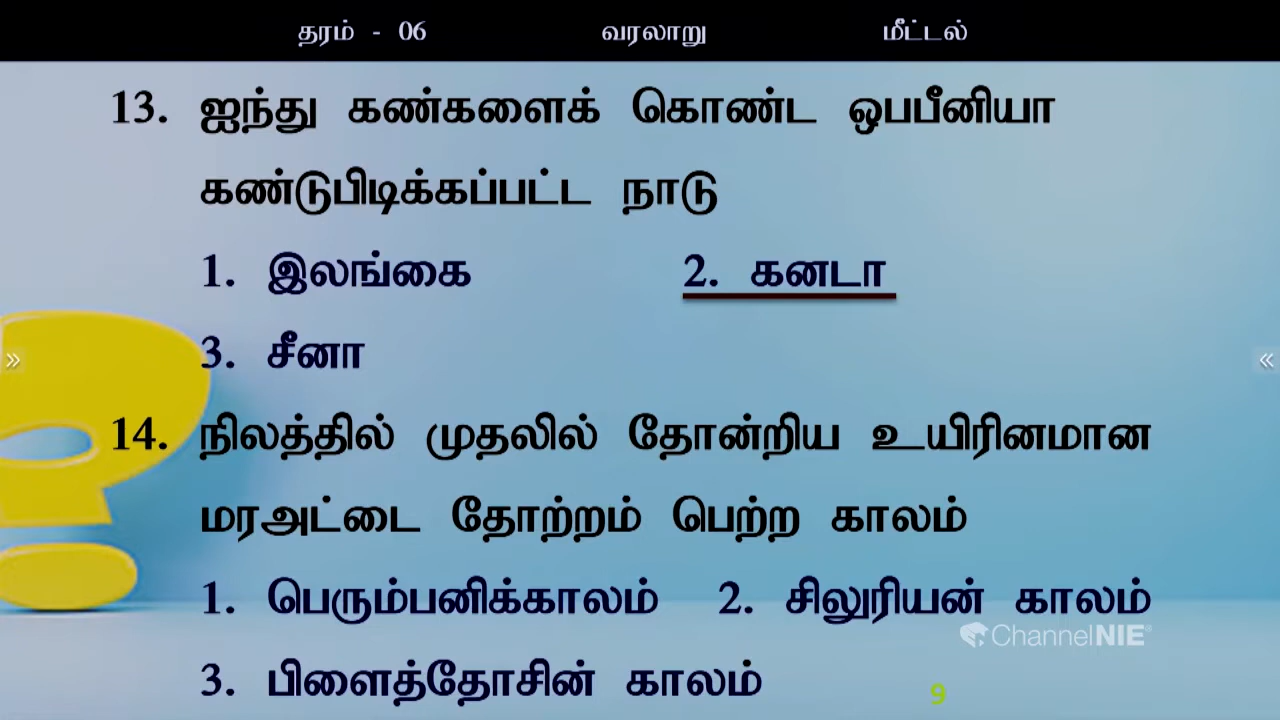 தரம் - 06 வரலாறு மீட்டல்
13. ஐந்து கண்களைக் கொண்ட ஒபபீனியா
கண்டுபிடிக்கப்பட்ட நாடு
1. இலங்கை 2. கனடா
3. சீனா
14. நிலத்தில் முதலில் தோன்றிய உயிரினமான
மரஅட்டை தோற்றம் பெற்ற காலம்
1. பெரும்பனிக்காலம் 2. சிலுரியன் காலம்
ChannelNIE
3. பிளைத்தோசின் காலம்
9